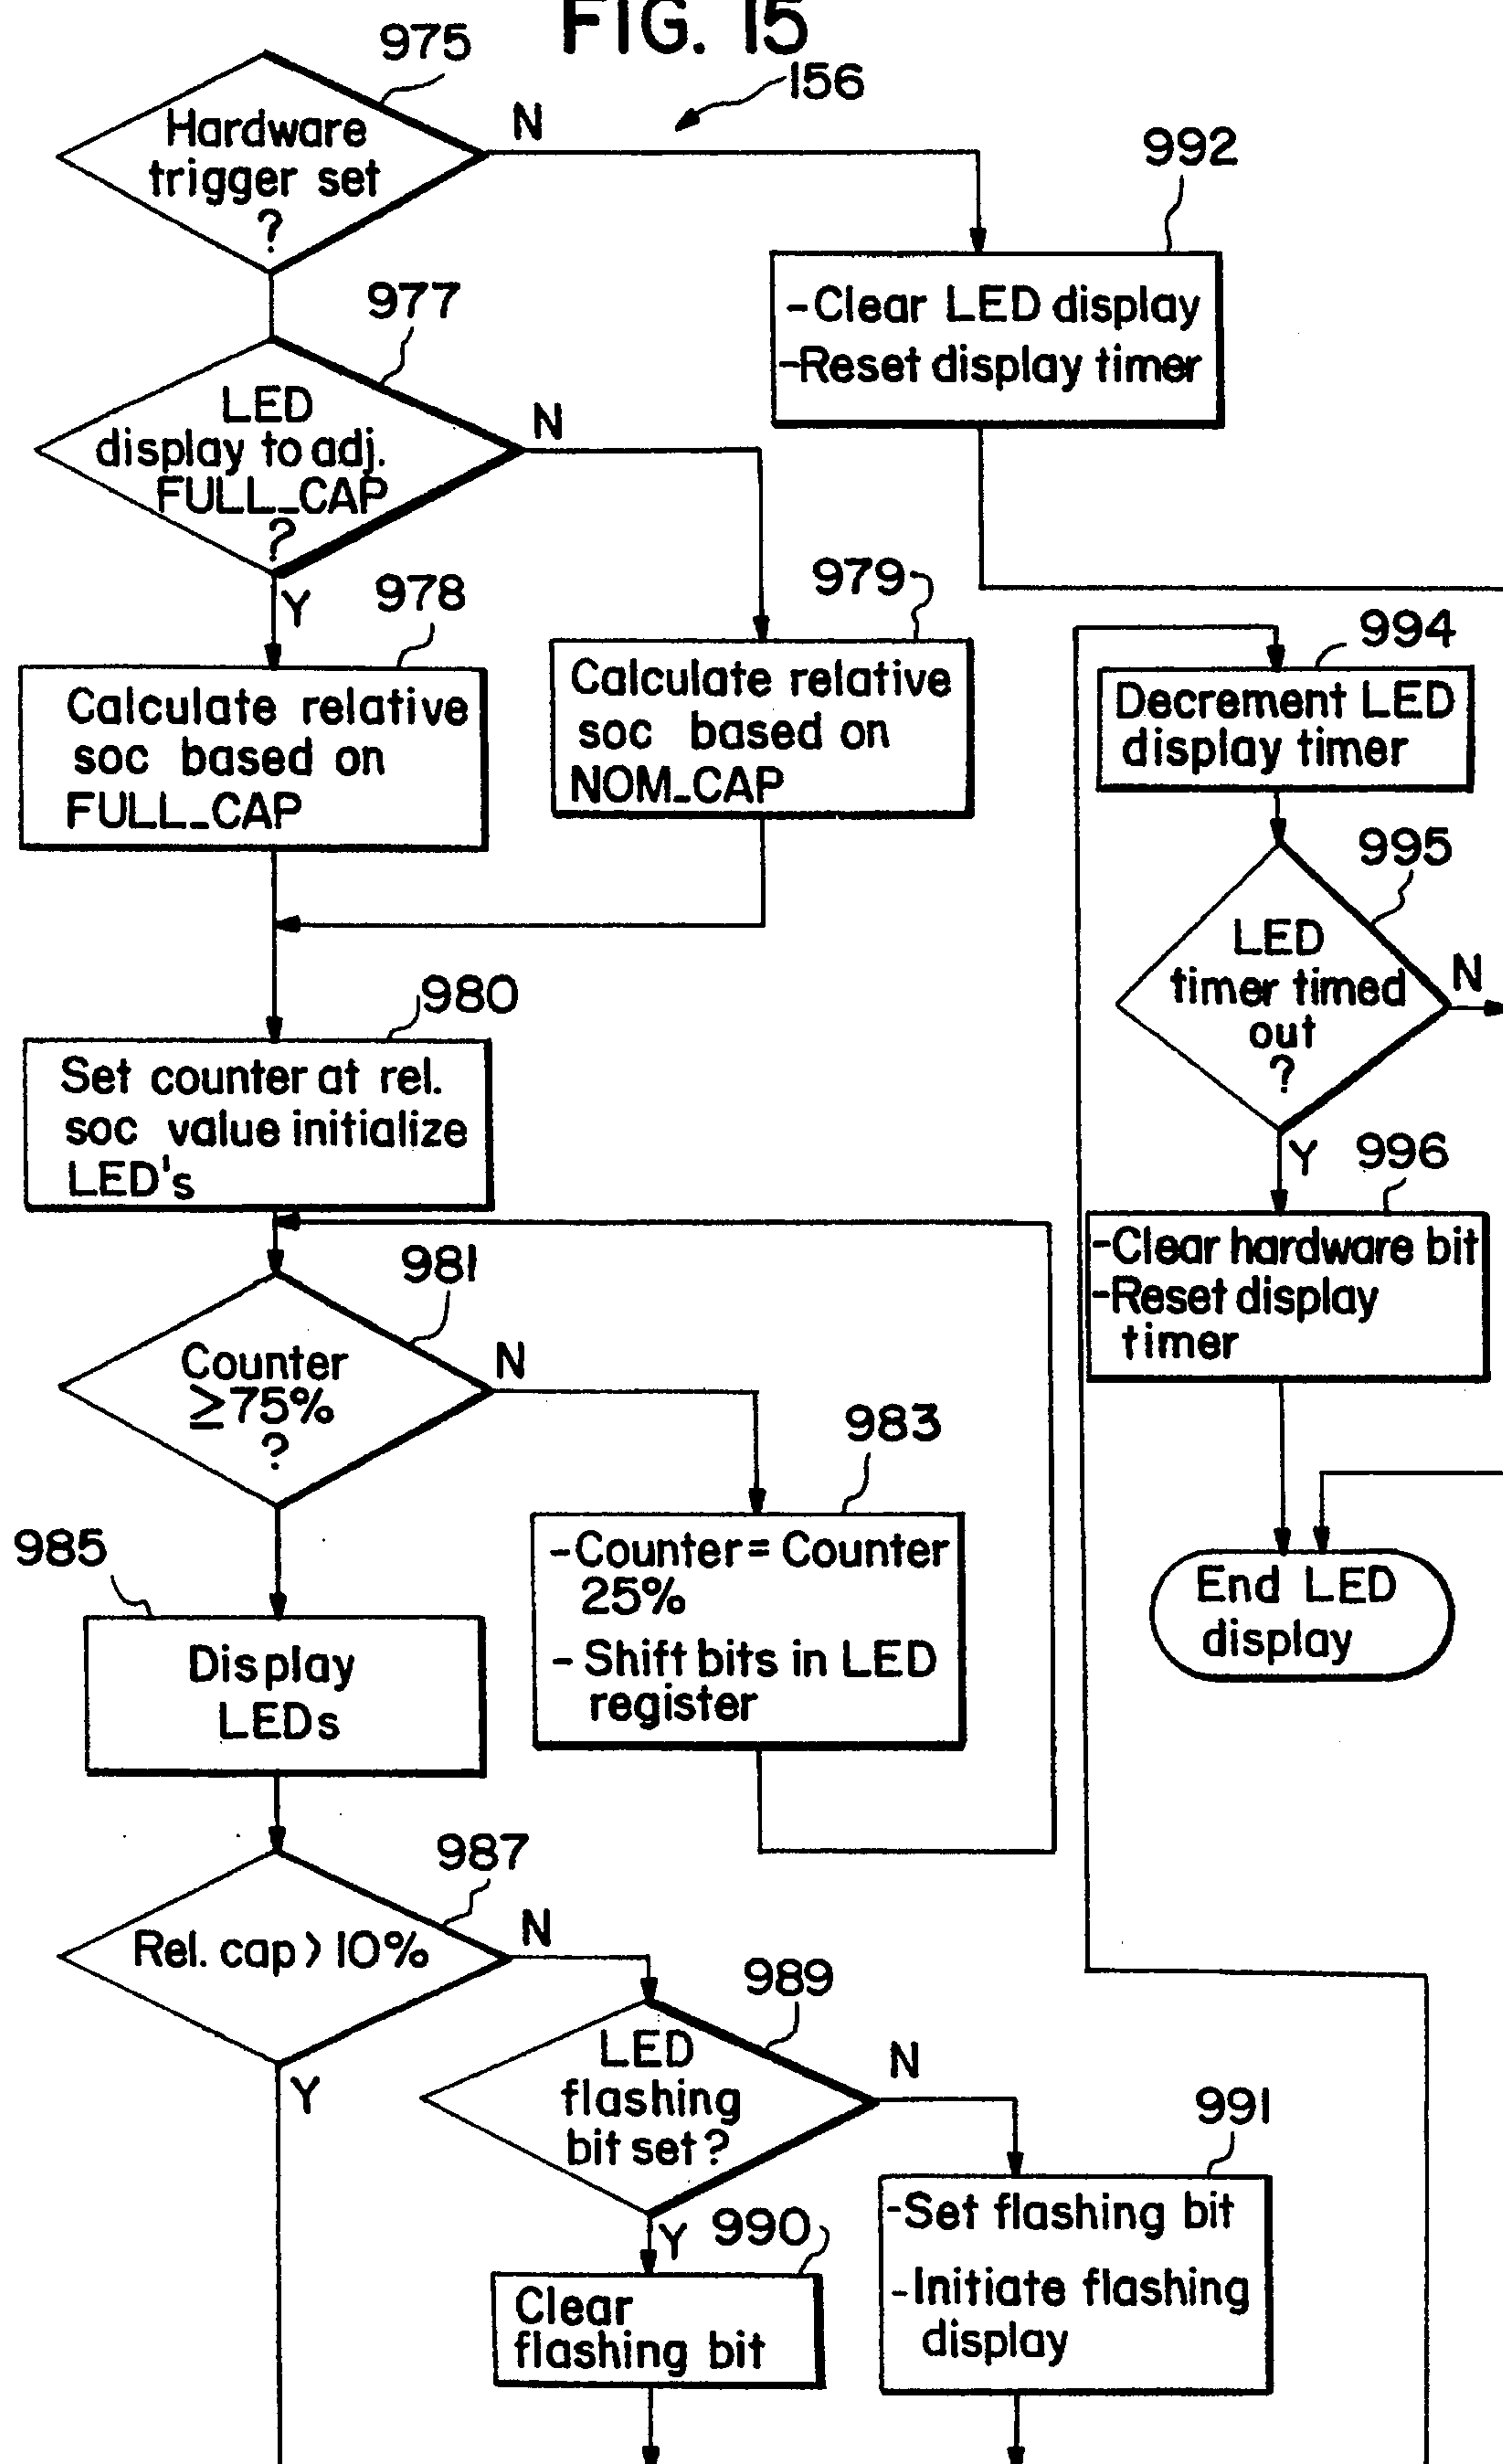 FIG. 15
156
975
Hardware
trigger set
?
N
992
-Clear LED display
-Reset display timer
977
LED
display to adj.
FULL_CAP
?
N
Y
978
Calculate relative
soc based on
FULL_CAP
979
Calculate relative
soc based on
NOM_CAP
980
Set counter at rel.
soc value initialize
LED's
981
Counter
≥75%
?
N
983
-Counter = Counter
25%
- Shift bits in LED
register
985
Display
LEDs
987
Rel. cap > 10%
N
Y
989
LED
flashing
bit set?
N
Y
990
Clear
flashing bit
991
-Set flashing bit
-Initiate flashing
display
994
Decrement LED
display timer
995
LED
timer timed
out
?
N
Y
996
-Clear hardware bit
-Reset display
timer
End LED
display